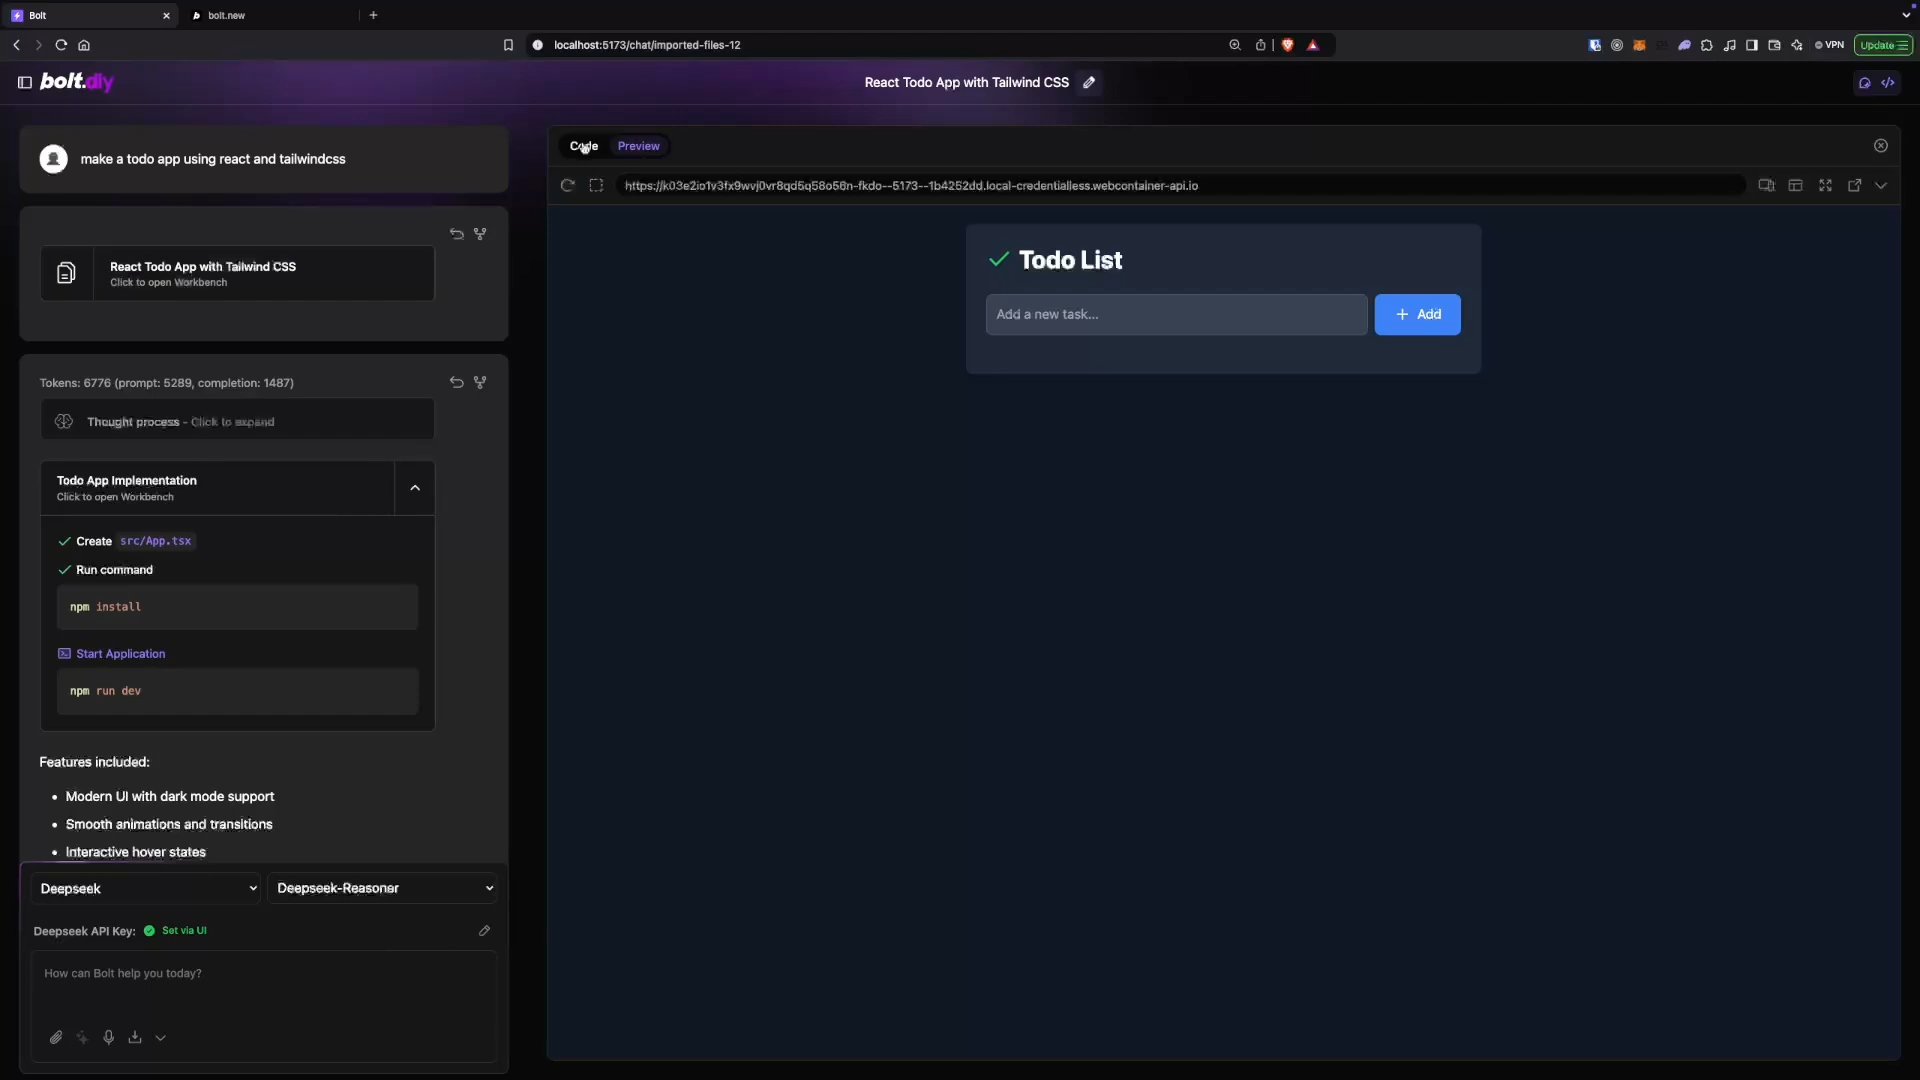 Bolt
bolt.new
localhost:5173/chat/imported-files-12
VPN
Update
bolt.diy
React Todo App with Tailwind CSS
make a todo app using react and tailwindcss
React Todo App with Tailwind CSS
Click to open Workbench
Tokens: 6776 (prompt: 5289, completion: 1487)
Thought process - Click to expand
Todo App Implementation
Click to open Workbench
Create src/App.tsx
Run command
npm install
Start Application
npm run dev
Features included:
• Modern UI with dark mode support
• Smooth animations and transitions
• Interactive hover states
Deepseek
Deepseek-Reasoner
Deepseek API Key: Set via UI
How can Bolt help you today?
Code
Preview
https://k03e2io1v3fx9wvj0vr8qd5q58o56n-fkdo--5173--1b4252dd.local-credentialless.webcontainer-api.io
Todo List
Add a new task...
+ Add